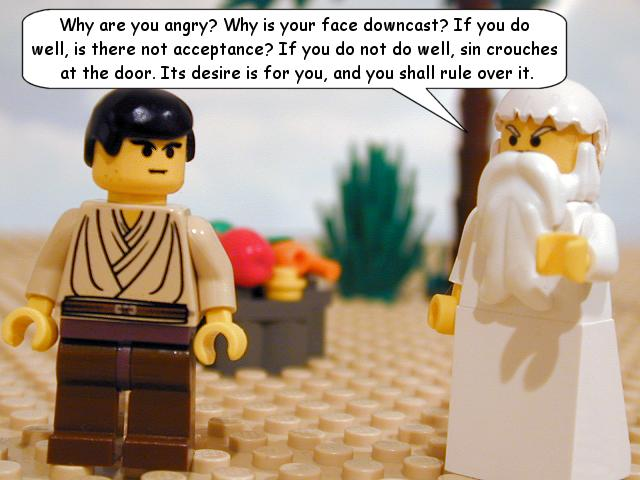 Why are you angry? Why is your face downcast? If you do
well, is there not acceptance? If you do not do well, sin crouches
at the door. Its desire is for you, and you shall rule over it.